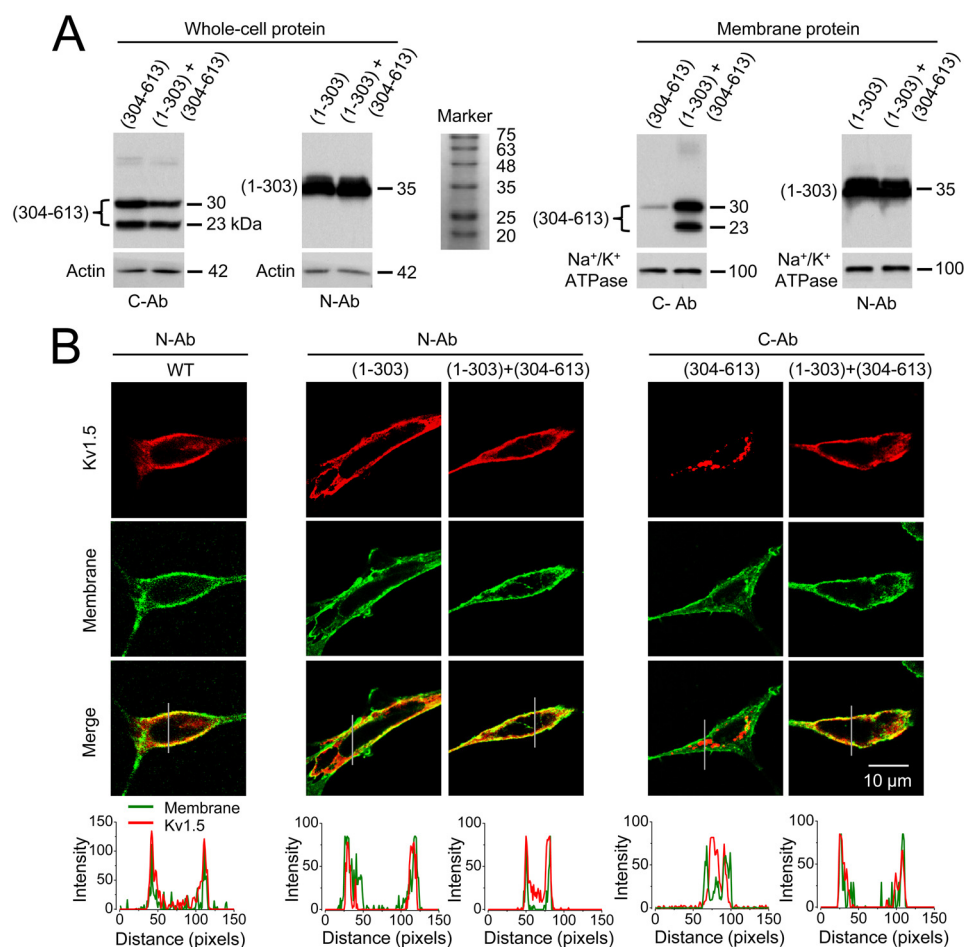 A
Whole-cell protein
Membrane protein
(304-613)
(1-303) +
(304-613)
(1-303)
(1-303) +
(304-613)
Marker
75
63
48
35
25
20
(304-613)
(1-303) +
(304-613)
(1-303)
(1-303) +
(304-613)
(304-613)
30
23 kDa
(1-303)
35
(304-613)
30
23
(1-303)
35
Actin
42
Actin
42
Na⁺/K⁺
ATPase
100
Na⁺/K⁺
ATPase
100
C-Ab
N-Ab
C- Ab
N-Ab
B
N-Ab
N-Ab
C-Ab
WT
(1-303)
(1-303)+(304-613)
(304-613)
(1-303)+(304-613)
Kv1.5
Membrane
Merge
10 µm
Membrane
Kv1.5
Intensity
150
100
50
0
0 50 100 150
Distance (pixels)
Intensity
100
50
0
0 50 100 150
Distance (pixels)
100
50
0
0 50 100 150
Distance (pixels)
Intensity
100
50
0
0 50 100 150
Distance (pixels)
100
50
0
0 50 100 150
Distance (pixels)